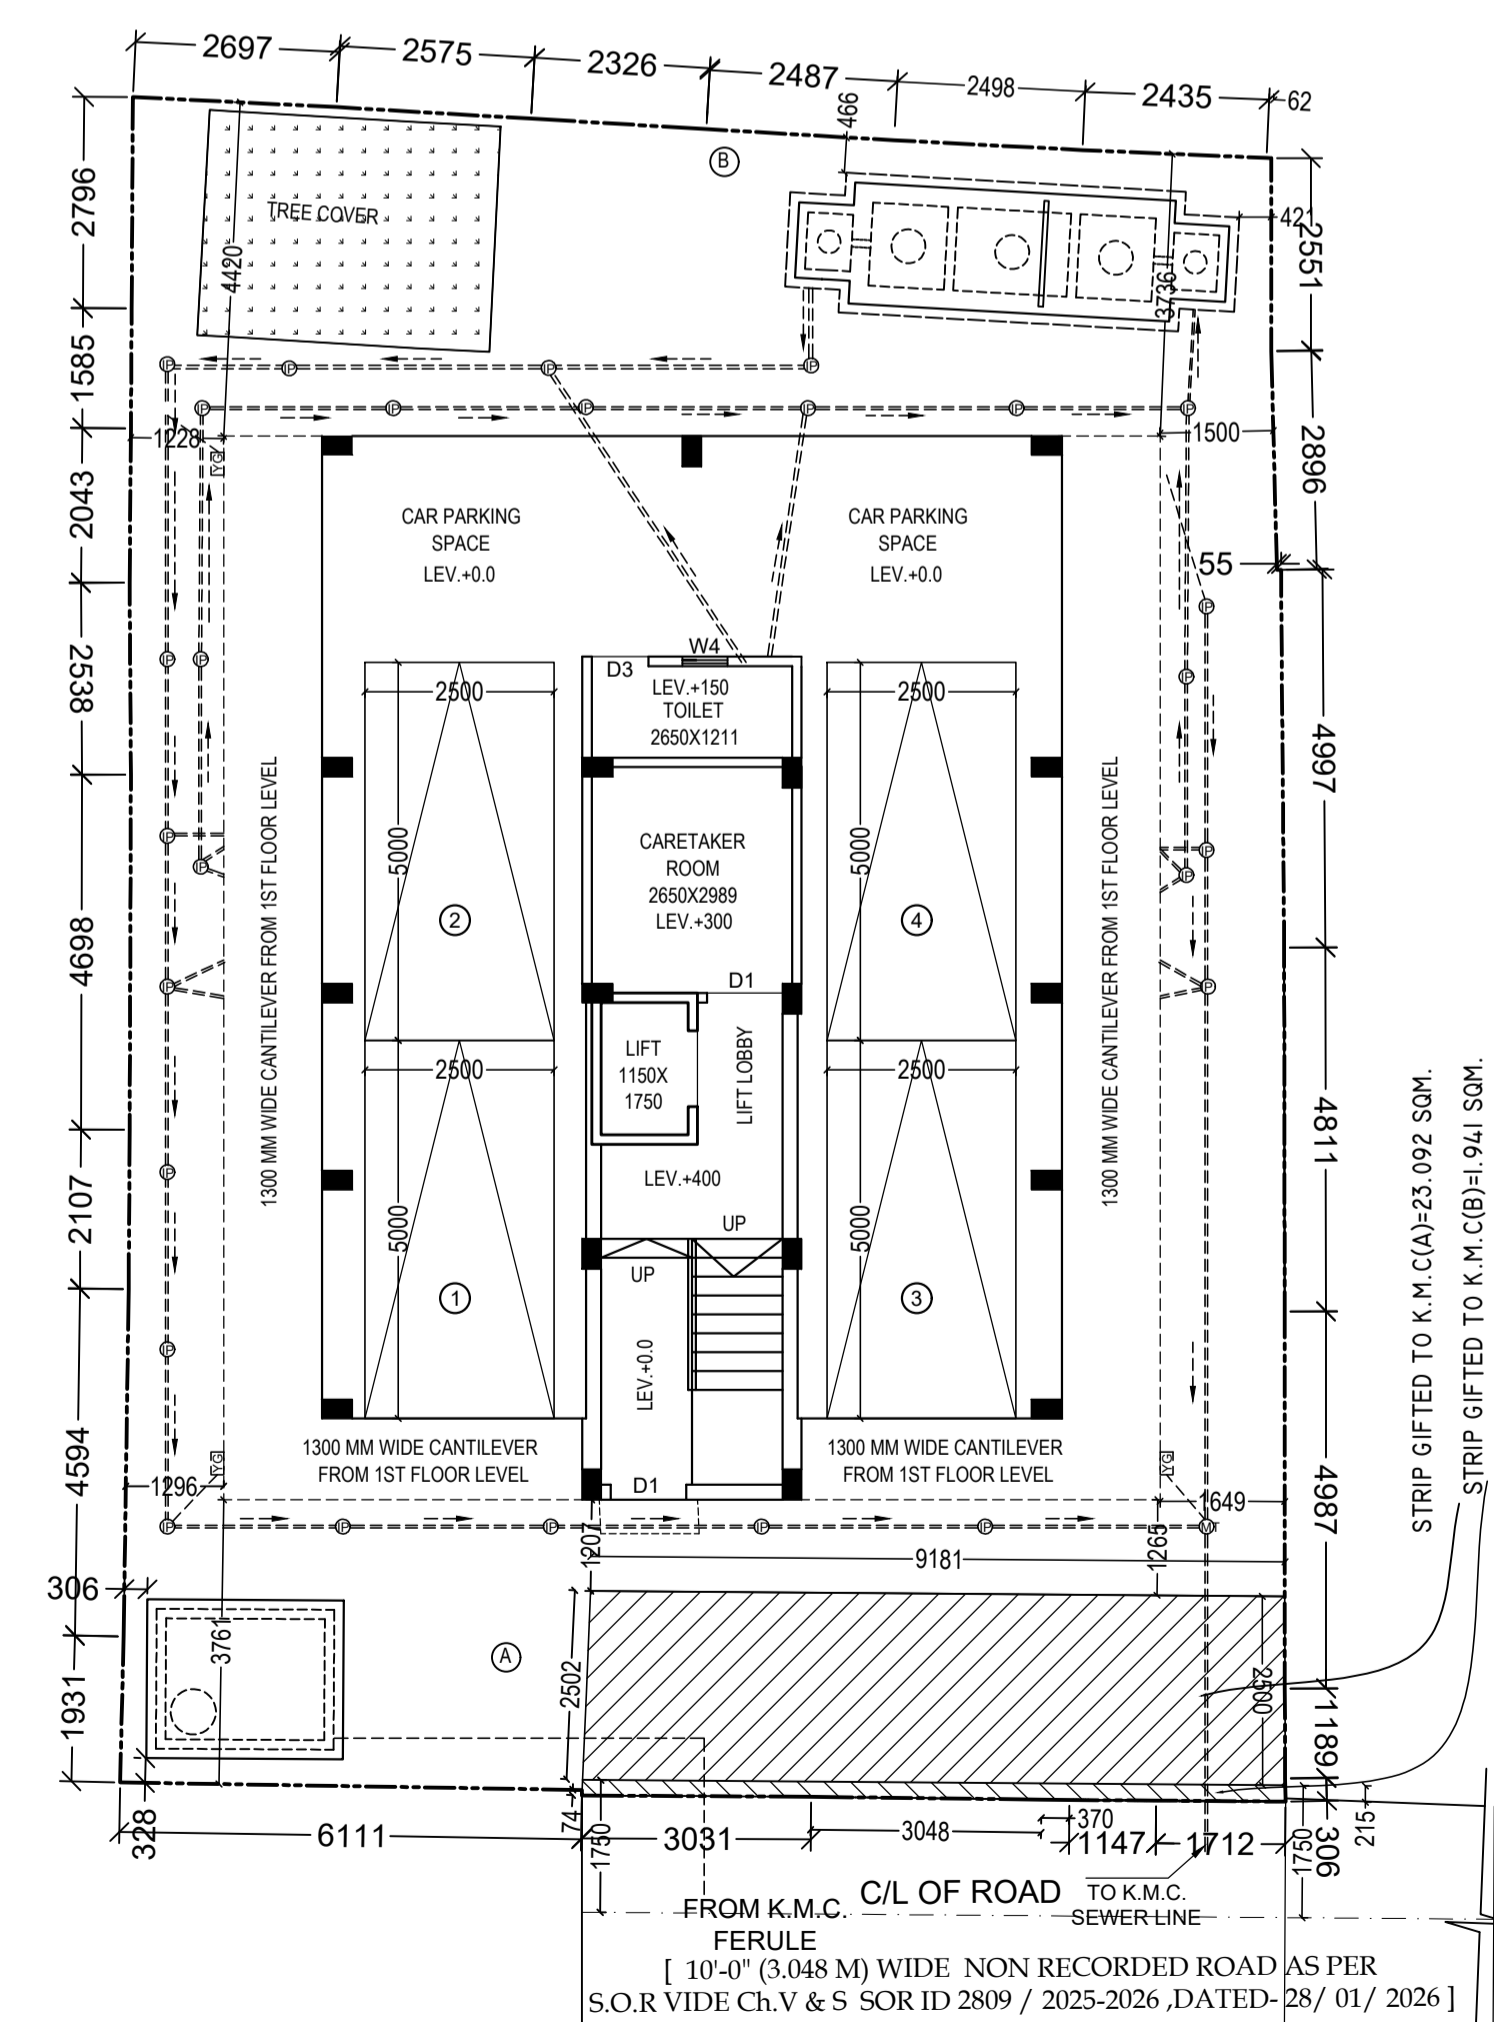 2697
2575
2326
2487
2498
2435
62
466
B
TREE COVER
4420
421
3736
2796
1585
2043
2538
4698
2107
4594
1931
2551
2896
4997
4811
4987
1189
306
1228
1500
55
YG
IP
CAR PARKING
SPACE
LEV.+0.0
CAR PARKING
SPACE
LEV.+0.0
W4
D3
LEV.+150
TOILET
2650X1211
2500
2500
5000
5000
CARETAKER
ROOM
2650X2989
LEV.+300
2
4
D1
1300 MM WIDE CANTILEVER FROM 1ST FLOOR LEVEL
1300 MM WIDE CANTILEVER FROM 1ST FLOOR LEVEL
LIFT
1150X
1750
LIFT LOBBY
2500
2500
LEV.+400
UP
UP
5000
5000
1
3
LEV.+0.0
1300 MM WIDE CANTILEVER
FROM 1ST FLOOR LEVEL
1300 MM WIDE CANTILEVER
FROM 1ST FLOOR LEVEL
D1
YG
YG
1296
1649
MT
1207
9181
1265
306
3761
A
2502
2500
STRIP GIFTED TO K.M.C(A)=23.092 SQM.
STRIP GIFTED TO K.M.C(B)=1.941 SQM.
328
6111
74
1750
3031
3048
370
1147
1712
1750
215
C/L OF ROAD
TO K.M.C.
SEWER LINE
FROM K.M.C.
FERULE
[ 10'-0" (3.048 M) WIDE NON RECORDED ROAD AS PER
S.O.R VIDE Ch.V & S SOR ID 2809 / 2025-2026 ,DATED- 28/ 01/ 2026 ]